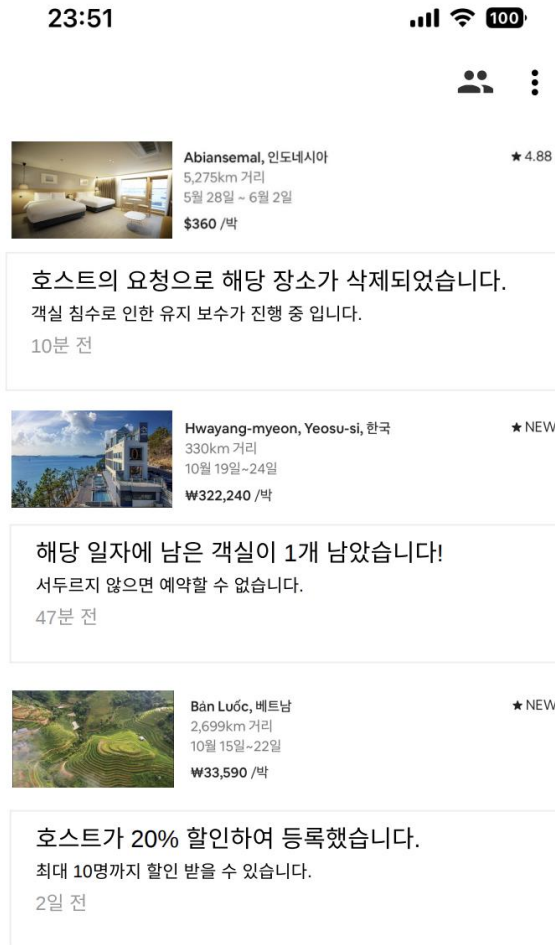 23:51
100
Abiansemal, 인도네시아
★ 4.88
5,275km 거리
5월 28일 ~ 6월 2일
$360 /박
호스트의 요청으로 해당 장소가 삭제되었습니다.
객실 침수로 인한 유지 보수가 진행 중 입니다.
10분 전
Hwayang-myeon, Yeosu-si, 한국
★ NEW
330km 거리
10월 19일~24일
₩322,240 /박
해당 일자에 남은 객실이 1개 남았습니다!
서두르지 않으면 예약할 수 없습니다.
47분 전
Bản Luốc, 베트남
★ NEW
2,699km 거리
10월 15일~22일
₩33,590 /박
호스트가 20% 할인하여 등록했습니다.
최대 10명까지 할인 받을 수 있습니다.
2일 전